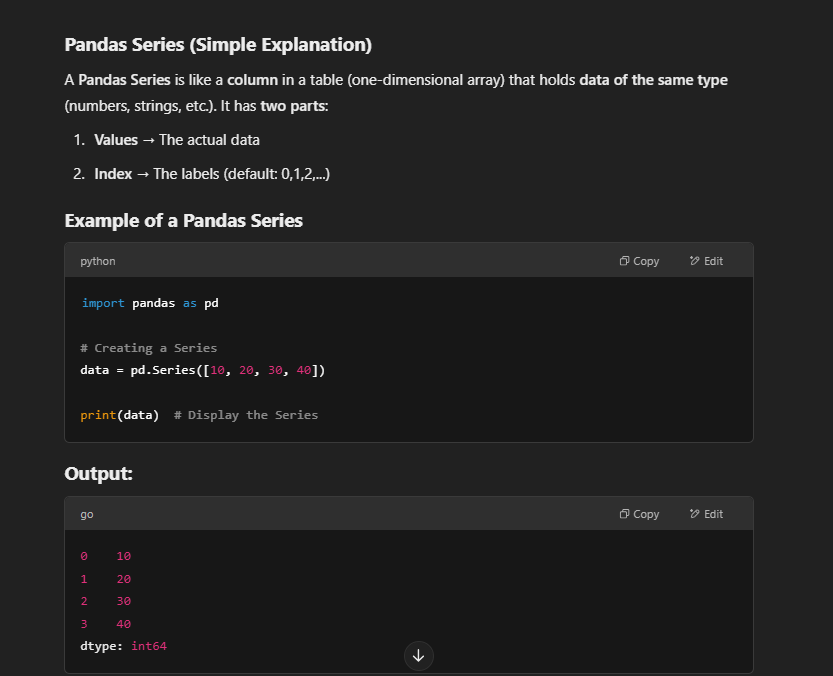 Pandas Series (Simple Explanation)
A Pandas Series is like a column in a table (one-dimensional array) that holds data of the same type
(numbers, strings, etc.). It has two parts:
1. Values → The actual data
2. Index → The labels (default: 0,1,2,...)
Example of a Pandas Series
python Copy Edit
import pandas as pd
# Creating a Series
data = pd.Series([10, 20, 30, 40])
print(data)  # Display the Series
Output:
go Copy Edit
0    10
1    20
2    30
3    40
dtype: int64